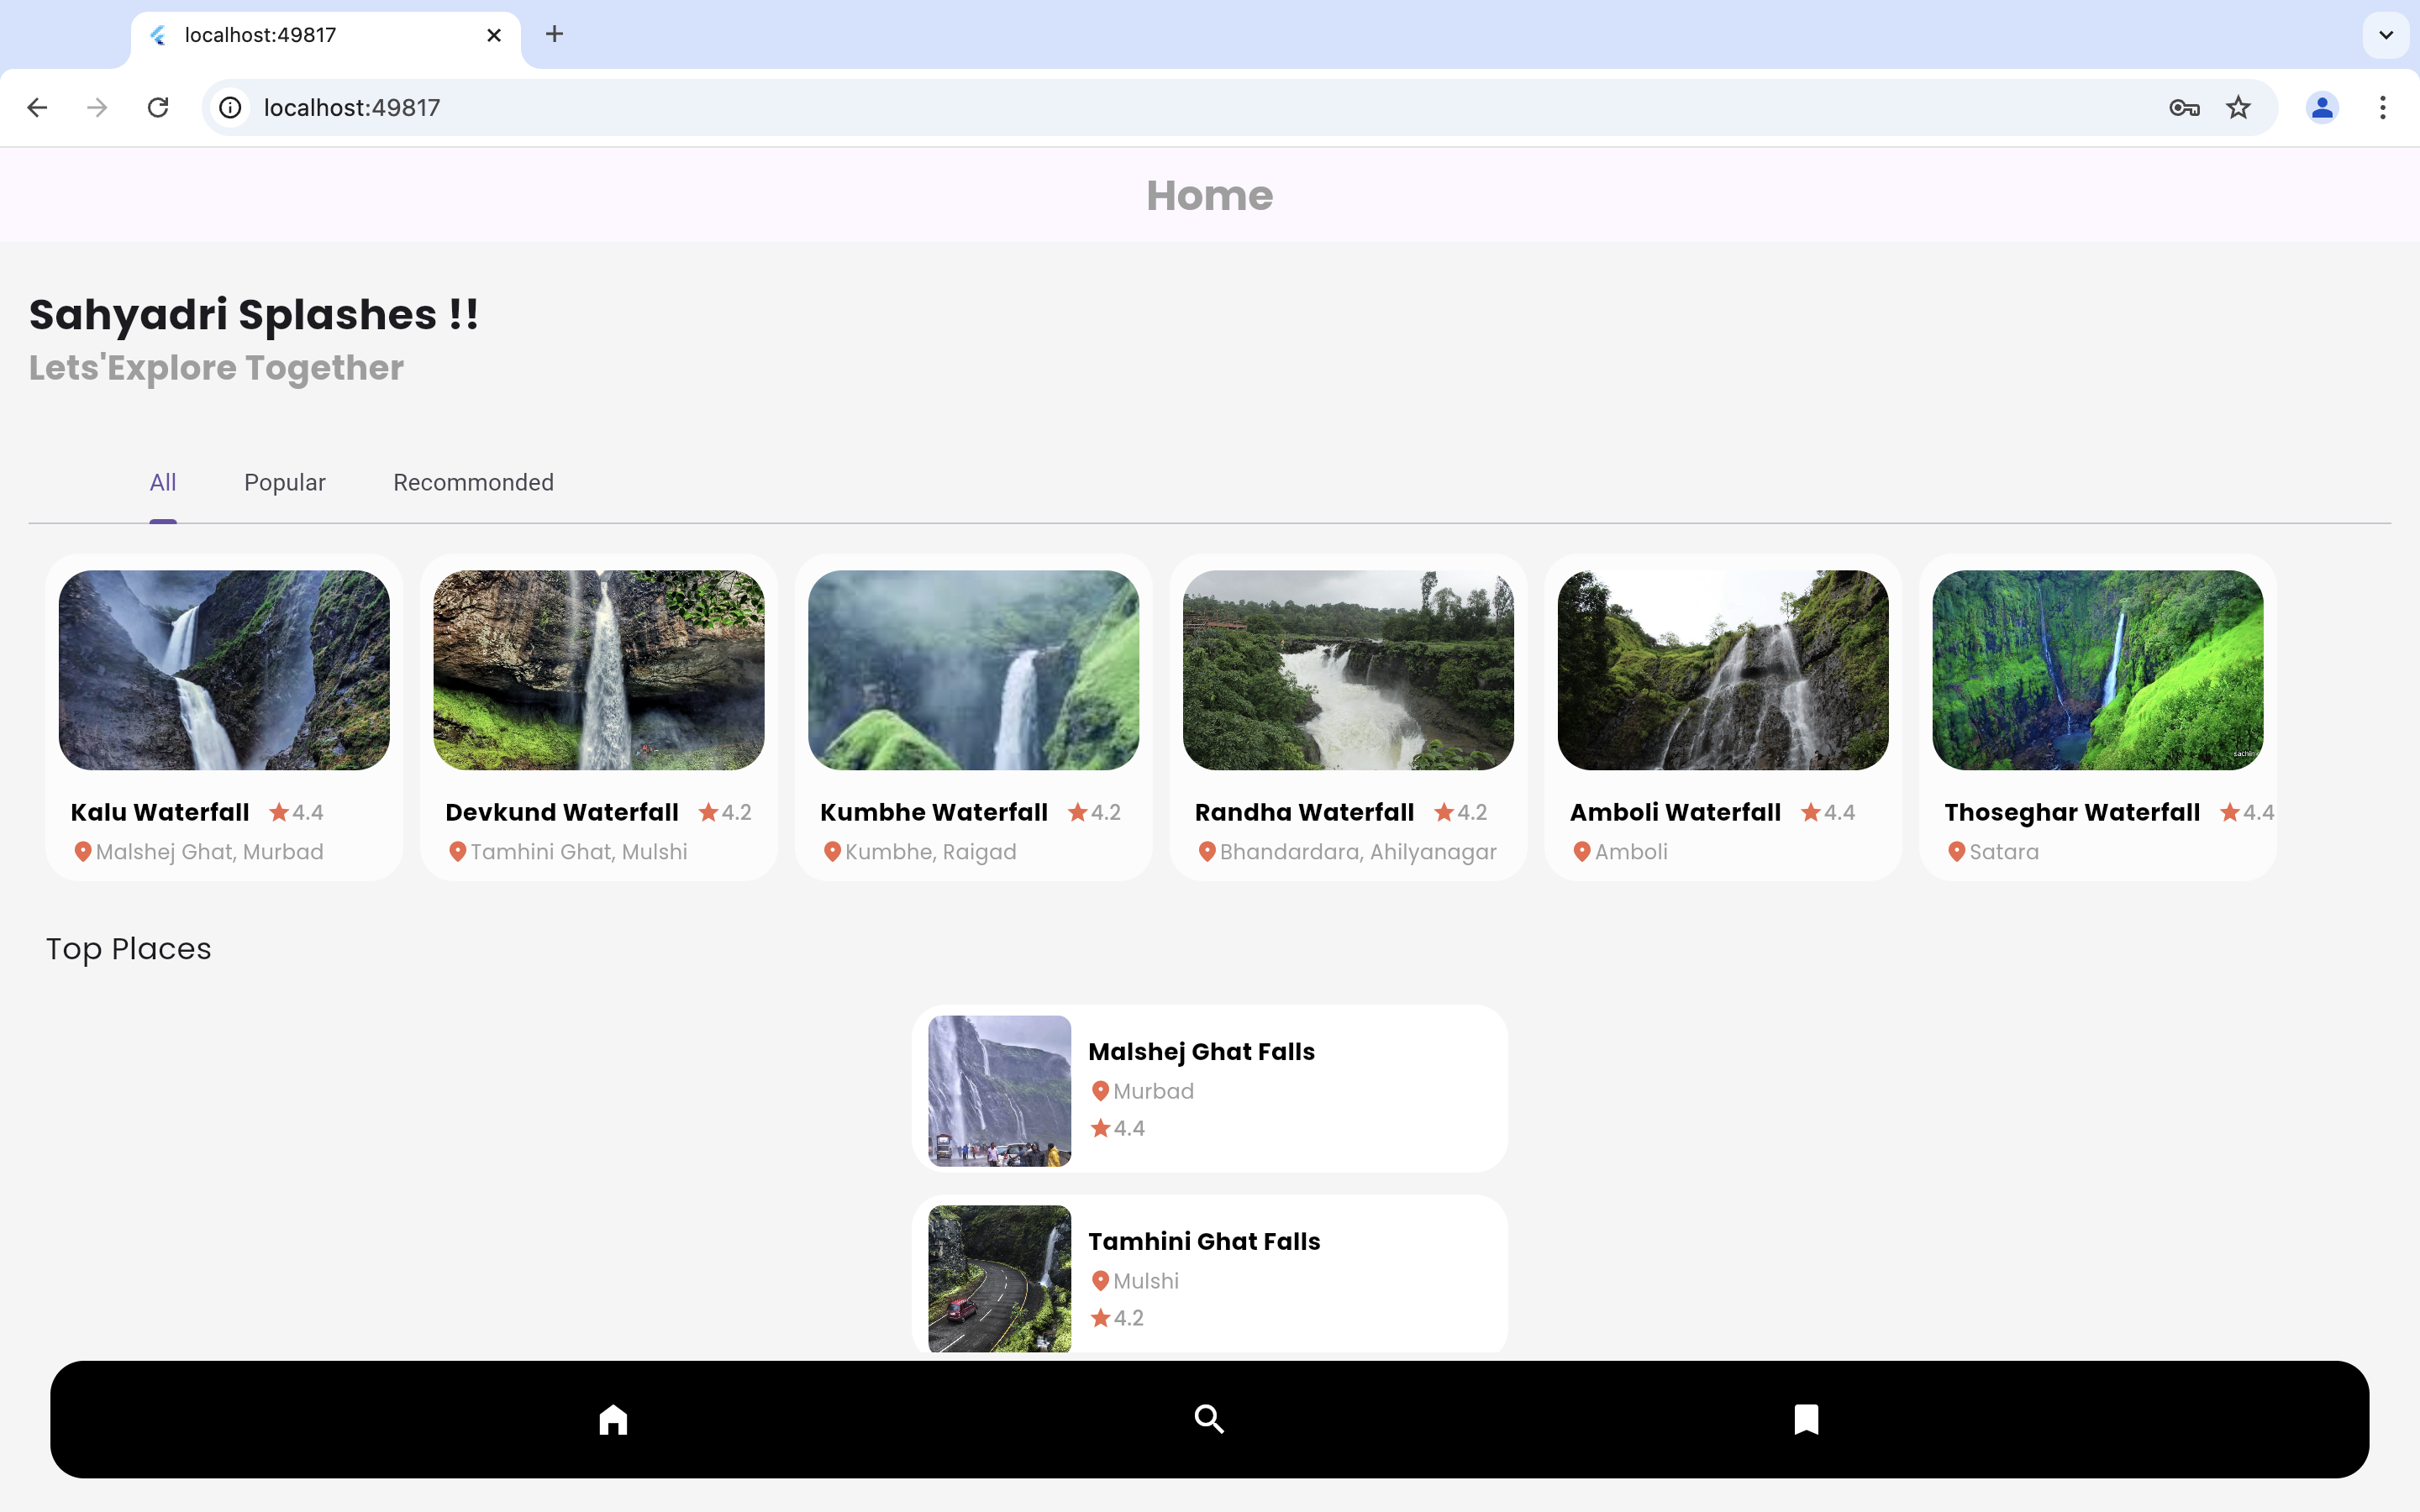 localhost:49817
localhost:49817
Home
Sahyadri Splashes !!
Lets'Explore Together
All Popular Recommonded
Kalu Waterfall 4.4
Malshej Ghat, Murbad
Devkund Waterfall 4.2
Tamhini Ghat, Mulshi
Kumbhe Waterfall 4.2
Kumbhe, Raigad
Randha Waterfall 4.2
Bhandardara, Ahilyanagar
Amboli Waterfall 4.4
Amboli
sachin
Thoseghar Waterfall 4.4
Satara
Top Places
Malshej Ghat Falls
Murbad
4.4
Tamhini Ghat Falls
Mulshi
4.2